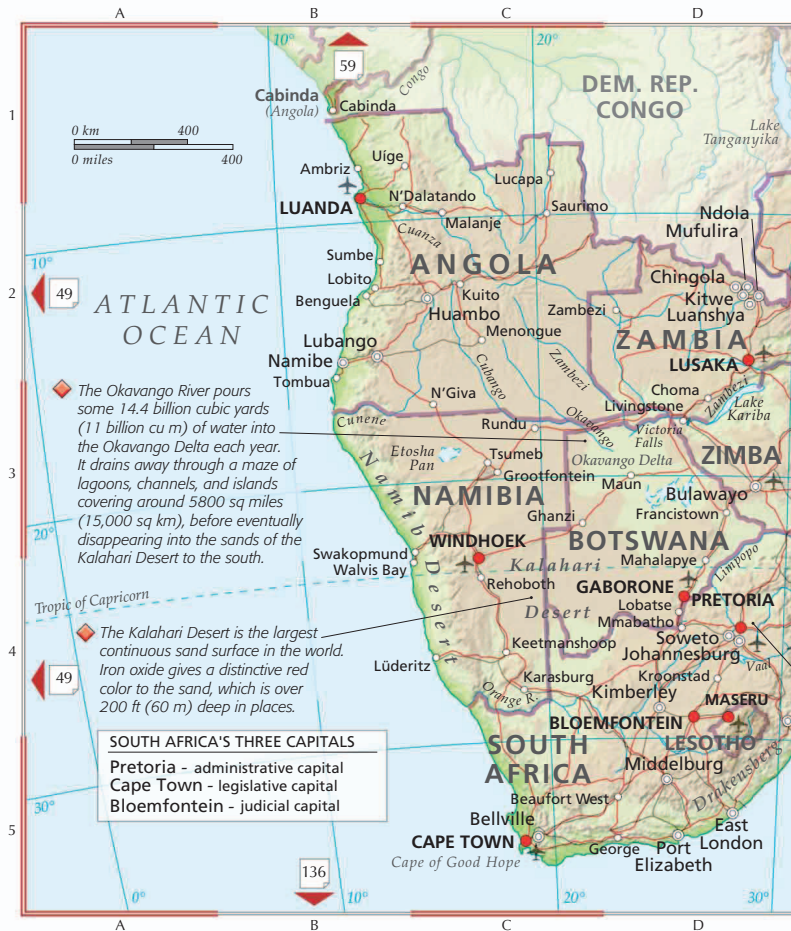 A
B
C
D
10°
20°
59
Congo
DEM. REP.
CONGO
Cabinda
(Angola)
Cabinda
1
0 km 400
0 miles 400
Lake
Tanganyika
Ambriz
Uíge
Lucapa
LUANDA
N'Dalatando
Malanje
Saurimo
Ndola
Mufulira
Cuanza
Sumbe
ANGOLA
10°
49
2
Lobito
Benguela
Kuito
Huambo
Chingola
Kitwe
Luanshya
ATLANTIC
OCEAN
Zambezi
Menongue
ZAMBIA
Lubango
Namibe
Tombua
LUSAKA
Cubango
Zambezi
Choma
Zambezi
Lake
Kariba
N'Giva
Livingstone
The Okavango River pours
some 14.4 billion cubic yards
(11 billion cu m) of water into
the Okavango Delta each year.
It drains away through a maze of
lagoons, channels, and islands
covering around 5800 sq miles
(15,000 sq km), before eventually
disappearing into the sands of the
Kalahari Desert to the south.
Cunene
Rundu
Okavango
Victoria
Falls
Etosha
Pan
Tsumeb
Grootfontein
Okavango Delta
ZIMBA
3
Maun
NAMIBIA
Bulawayo
Ghanzi
Francistown
Namib Desert
20°
WINDHOEK
BOTSWANA
Swakopmund
Walvis Bay
Kalahari
Desert
Mahalapye
Limpopo
Rehoboth
GABORONE
Tropic of Capricorn
Lobatse
PRETORIA
Mmabatho
The Kalahari Desert is the largest
continuous sand surface in the world.
Iron oxide gives a distinctive red
color to the sand, which is over
200 ft (60 m) deep in places.
4
49
Keetmanshoop
Soweto
Johannesburg
Lüderitz
Vaal
Karasburg
Kroonstad
Orange R.
Kimberley
MASERU
BLOEMFONTEIN
SOUTH
AFRICA
LESOTHO
SOUTH AFRICA'S THREE CAPITALS
Pretoria - administrative capital
Cape Town - legislative capital
Bloemfontein - judicial capital
Middelburg
Drakensberg
Beaufort West
30°
5
Bellville
CAPE TOWN
Cape of Good Hope
George
Port
Elizabeth
East
London
136
0°
10°
20°
30°
A
B
C
D